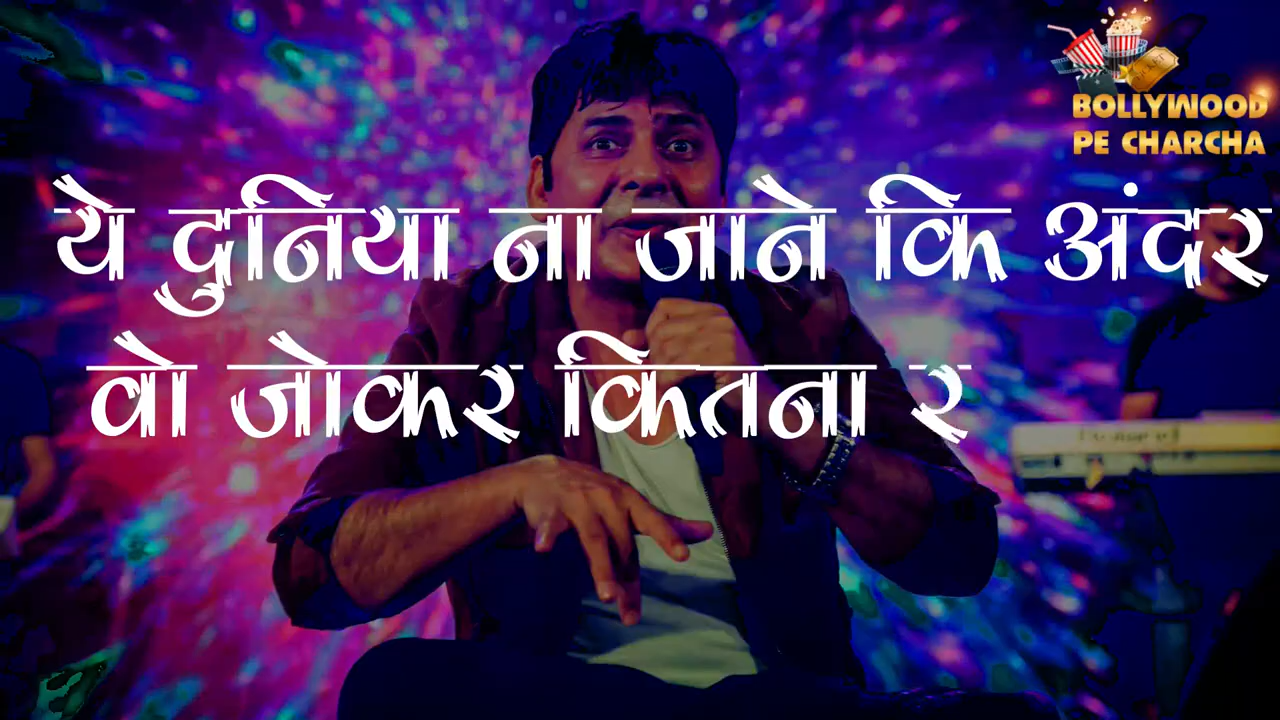 BOLLYWOOD
PE CHARCHA
ये दुनिया ना जाने कि अंदर
वो जोकर कितना र